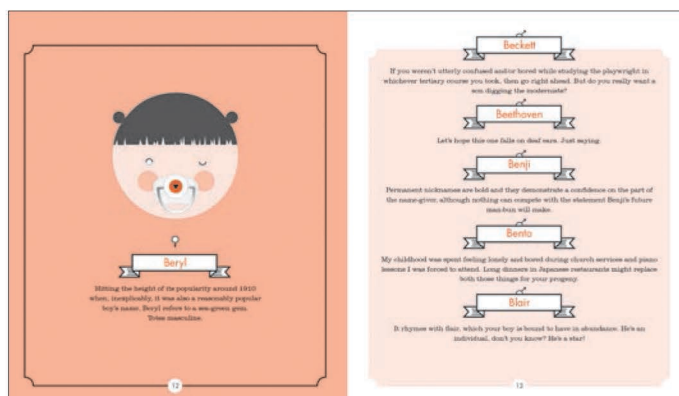 Beryl
Hitting the height of its popularity around 1910
when, inexplicably, it was also a reasonably popular
boy's name, Beryl refers to a sea-green gem.
Totes masculine.
12
Beckett
If you weren't utterly confused and/or bored while studying the playwright in
whichever tertiary course you took, then go right ahead. But do you really want a
son digging the modernists?
Beethoven
Let's hope this one falls on deaf ears. Just saying.
Benji
Permanent nicknames are bold and they demonstrate a confidence on the part of
the name-giver, although nothing can compete with the statement Benji's future
man-bun will make.
Bento
My childhood was spent feeling lonely and bored during church services and piano
lessons I was forced to attend. Long dinners in Japanese restaurants might replace
both those things for your progeny.
Blair
It rhymes with flair, which your boy is bound to have in abundance. He's an
individual, don't you know? He's a star!
13